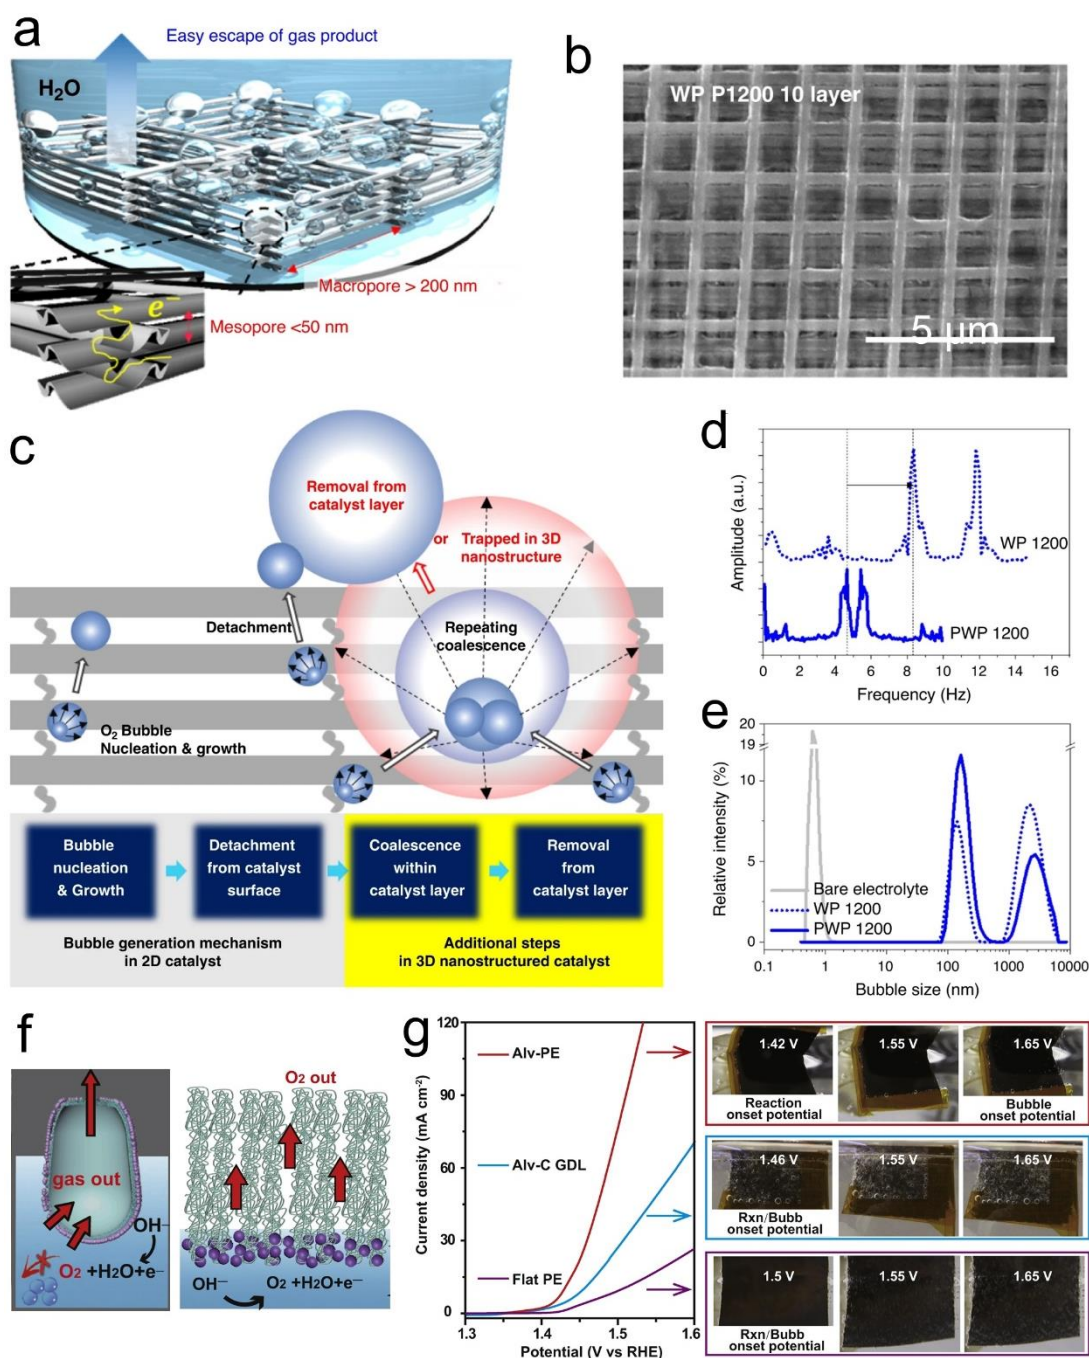 a
Easy escape of gas product
H₂O
Macropore > 200 nm
e⁻
Mesopore <50 nm
b
WP P1200 10 layer
5 μm
c
Removal from
catalyst layer
or Trapped in 3D
nanostructure
Detachment
Repeating
coalescence
O₂ Bubble
Nucleation & growth
Bubble
nucleation
& Growth
Detachment
from catalyst
surface
Coalescence
within
catalyst layer
Removal
from
catalyst layer
Bubble generation mechanism
in 2D catalyst
Additional steps
in 3D nanostructured catalyst
d
Amplitude (a.u.)
WP 1200
PWP 1200
0 2 4 6 8 10 12 14 16
Frequency (Hz)
e
Relative intensity (%)
20
19
10
5
0
Bare electrolyte
WP 1200
PWP 1200
0.1 1 10 100 1000 10000
Bubble size (nm)
f
gas out
OH⁻
O₂ +H₂O+e⁻
O₂ out
OH⁻
O₂ +H₂O+e⁻
g
Current density (mA cm⁻²)
120
90
60
30
0
Alv-PE
Alv-C GDL
Flat PE
1.3 1.4 1.5 1.6
Potential (V vs RHE)
1.42 V
1.55 V
1.65 V
Reaction
onset potential
Bubble
onset potential
1.46 V
1.55 V
1.65 V
Rxn/Bubb
onset potential
1.5 V
1.55 V
1.65 V
Rxn/Bubb
onset potential